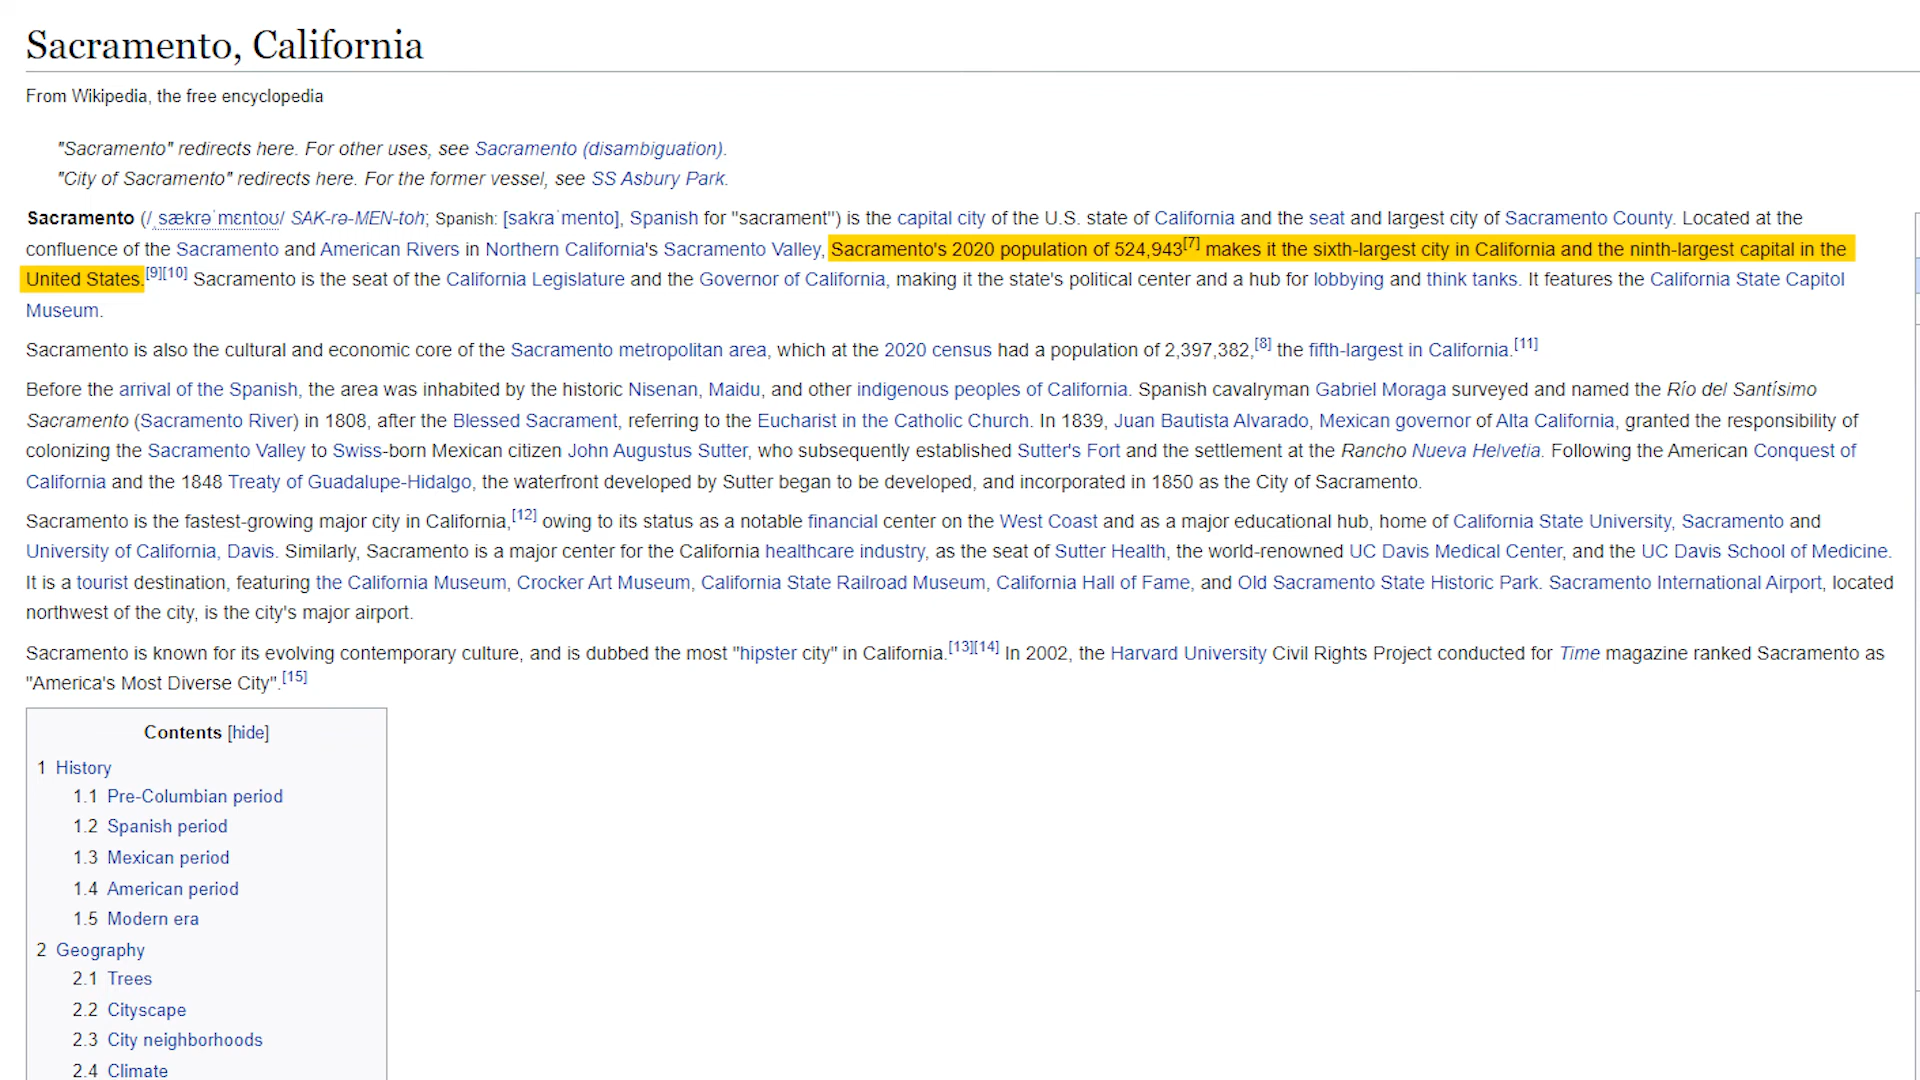 Sacramento, California
From Wikipedia, the free encyclopedia
"Sacramento" redirects here. For other uses, see Sacramento (disambiguation).
"City of Sacramento" redirects here. For the former vessel, see SS Asbury Park.
Sacramento (/ˌsækrəˈmɛntoʊ/ SAK-rə-MEN-toh; Spanish: [sakɾaˈmento], Spanish for "sacrament") is the capital city of the U.S. state of California and the seat and largest city of Sacramento County. Located at the
confluence of the Sacramento and American Rivers in Northern California's Sacramento Valley, Sacramento's 2020 population of 524,943[7] makes it the sixth-largest city in California and the ninth-largest capital in the
United States.[9][10] Sacramento is the seat of the California Legislature and the Governor of California, making it the state's political center and a hub for lobbying and think tanks. It features the California State Capitol
Museum.
Sacramento is also the cultural and economic core of the Sacramento metropolitan area, which at the 2020 census had a population of 2,397,382,[8] the fifth-largest in California.[11]
Before the arrival of the Spanish, the area was inhabited by the historic Nisenan, Maidu, and other indigenous peoples of California. Spanish cavalryman Gabriel Moraga surveyed and named the Río del Santísimo
Sacramento (Sacramento River) in 1808, after the Blessed Sacrament, referring to the Eucharist in the Catholic Church. In 1839, Juan Bautista Alvarado, Mexican governor of Alta California, granted the responsibility of
colonizing the Sacramento Valley to Swiss-born Mexican citizen John Augustus Sutter, who subsequently established Sutter's Fort and the settlement at the Rancho Nueva Helvetia. Following the American Conquest of
California and the 1848 Treaty of Guadalupe-Hidalgo, the waterfront developed by Sutter began to be developed, and incorporated in 1850 as the City of Sacramento.
Sacramento is the fastest-growing major city in California,[12] owing to its status as a notable financial center on the West Coast and as a major educational hub, home of California State University, Sacramento and
University of California, Davis. Similarly, Sacramento is a major center for the California healthcare industry, as the seat of Sutter Health, the world-renowned UC Davis Medical Center, and the UC Davis School of Medicine.
It is a tourist destination, featuring the California Museum, Crocker Art Museum, California State Railroad Museum, California Hall of Fame, and Old Sacramento State Historic Park. Sacramento International Airport, located
northwest of the city, is the city's major airport.
Sacramento is known for its evolving contemporary culture, and is dubbed the most "hipster city" in California.[13][14] In 2002, the Harvard University Civil Rights Project conducted for Time magazine ranked Sacramento as
"America's Most Diverse City".[15]
Contents [hide]
1 History
1.1 Pre-Columbian period
1.2 Spanish period
1.3 Mexican period
1.4 American period
1.5 Modern era
2 Geography
2.1 Trees
2.2 Cityscape
2.3 City neighborhoods
2.4 Climate